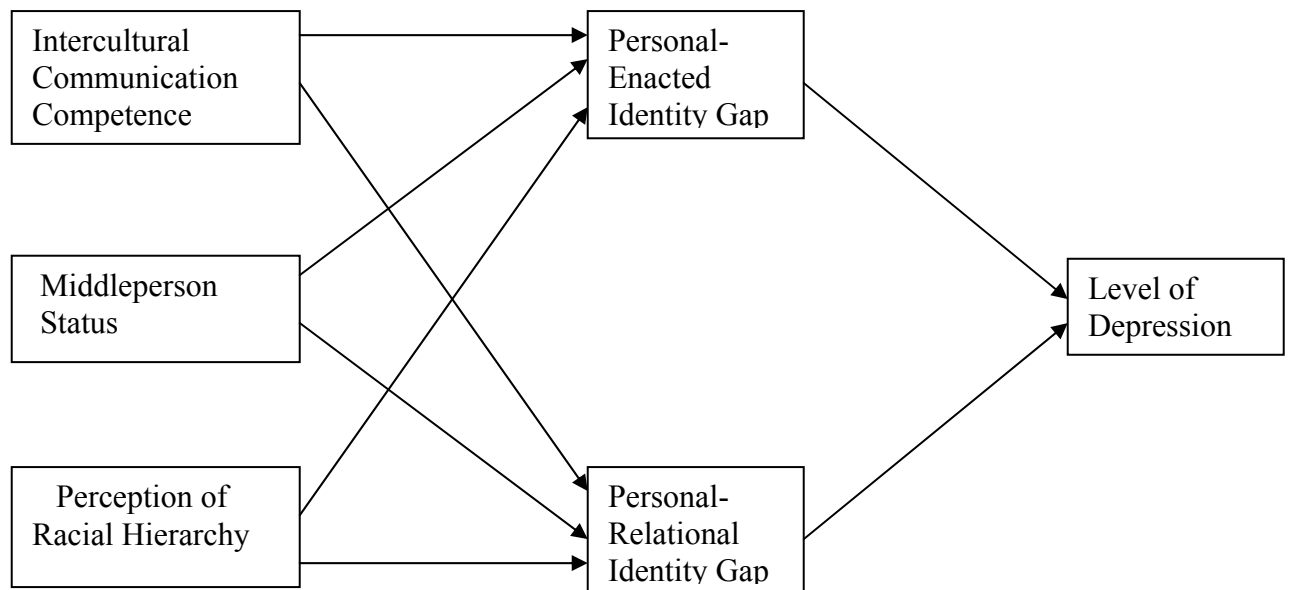 Intercultural
Communication
Competence
Personal-
Enacted
Identity Gap
Middleperson
Status
Level of
Depression
Perception of
Racial Hierarchy
Personal-
Relational
Identity Gap